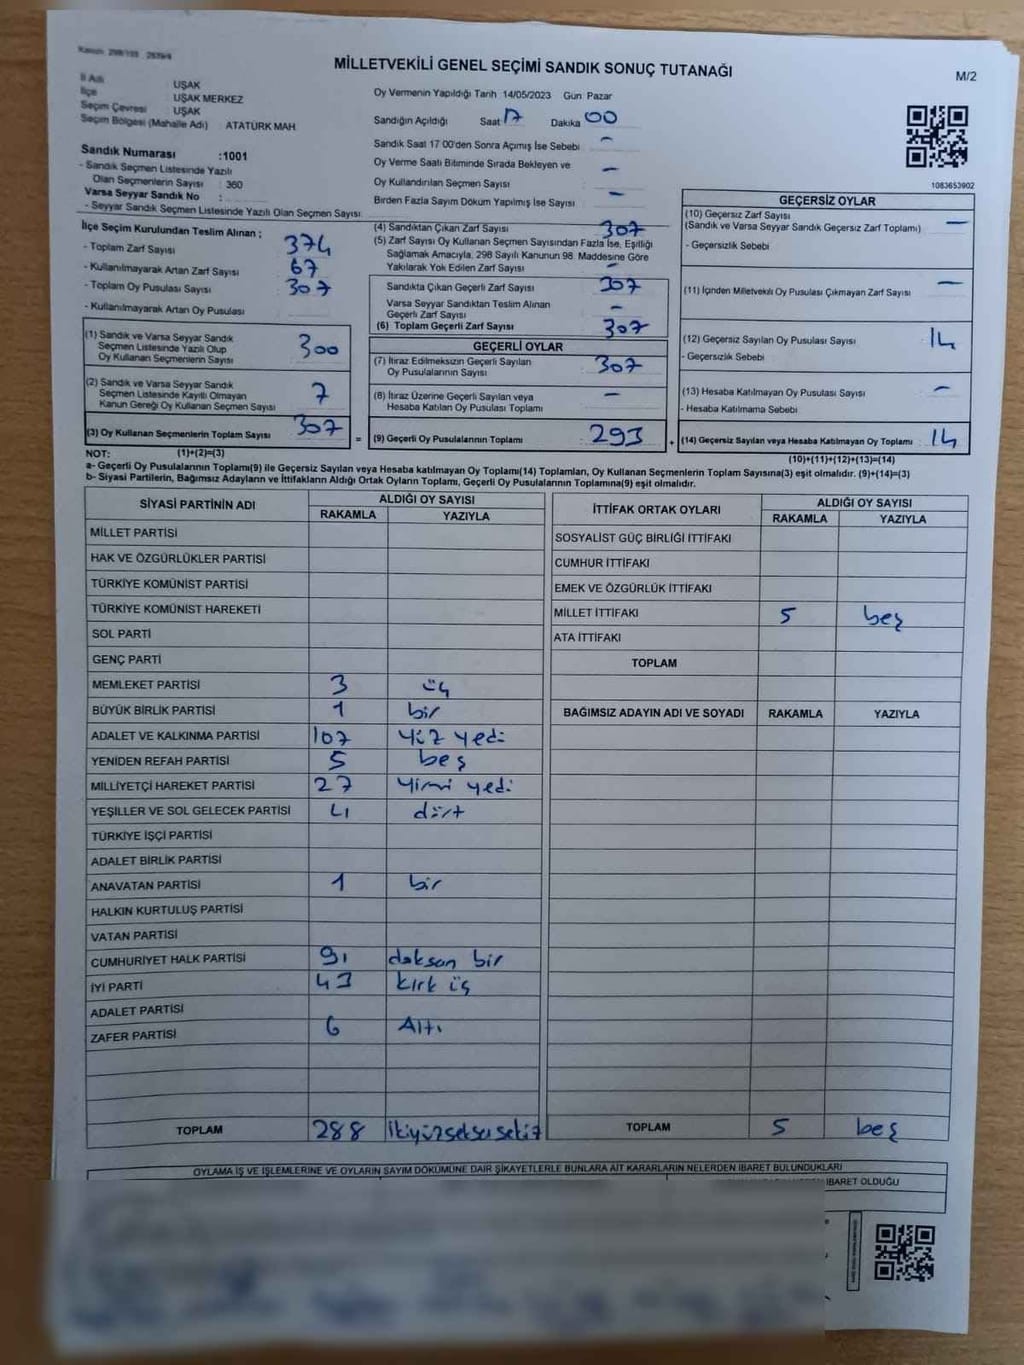 MİLLETVEKİLİ GENEL SEÇİMİ SANDIK SONUÇ TUTANAĞI
M/2
İl Adı UŞAK
İlçe UŞAK MERKEZ
Seçim Çevresi UŞAK
Seçim Bölgesi (Mahalle Adı) ATATÜRK MAH
Sandık Numarası :1001
- Sandık Seçmen Listesinde Yazılı
Olan Seçmenlerin Sayısı : 360
Varsa Seyyar Sandık No :
- Seyyar Sandık Seçmen Listesinde Yazılı Olan Seçmen Sayısı
Oy Vermenin Yapıldığı Tarih 14/05/2023 Gün Pazar
Sandığın Açıldığı Saat 17 Dakika 00
Sandık Saat 17 00'den Sonra Açımış İse Sebebi -
Oy Verme Saati Bitiminde Sırada Bekleyen ve
Oy Kullandırılan Seçmen Sayısı -
Birden Fazla Sayım Döküm Yapılmış İse Sayısı -
1083653902
İlçe Seçim Kurulundan Teslim Alınan ;
- Toplam Zarf Sayısı 374
- Kullanılmayarak Artan Zarf Sayısı 67
- Toplam Oy Pusulası Sayısı 307
- Kullanılmayarak Artan Oy Pusulası
(1) Sandık ve Varsa Seyyar Sandık
Seçmen Listesinde Yazılı Olup
Oy Kullanan Seçmenlerin Sayısı 300
(2) Sandık ve Varsa Seyyar Sandık
Seçmen Listesinde Kayıtlı Olmayan
Kanun Gereği Oy Kullanan Seçmen Sayısı 7
(3) Oy Kullanan Seçmenlerin Toplam Sayısı 307
(4) Sandıktan Çıkan Zarf Sayısı 307
(5) Zarf Sayısı Oy Kullanan Seçmen Sayısından Fazla İse, Eşitliği
Sağlamak Amacıyla, 298 Sayılı Kanunun 98. Maddesine Göre
Yakılarak Yok Edilen Zarf Sayısı -
Sandıkta Çıkan Geçerli Zarf Sayısı 307
Varsa Seyyar Sandıktan Teslim Alınan
Geçerli Zarf Sayısı -
(6) Toplam Geçerli Zarf Sayısı 307
GEÇERLİ OYLAR
(7) İtiraz Edilmeksizin Geçerli Sayılan
Oy Pusulalarının Sayısı 307
(8) İtiraz Üzerine Geçerli Sayılan veya
Hesaba Katılan Oy Pusulası Toplamı -
= (9) Geçerli Oy Pusulalarının Toplamı : 293
GEÇERSİZ OYLAR
(10) Geçersiz Zarf Sayısı
(Sandık ve Varsa Seyyar Sandık Geçersiz Zarf Toplamı) -
- Geçersizlik Sebebi
(11) İçinden Milletvekili Oy Pusulası Çıkmayan Zarf Sayısı -
(12) Geçersiz Sayılan Oy Pusulası Sayısı 14
- Geçersizlik Sebebi
(13) Hesaba Katılmayan Oy Pusulası Sayısı -
- Hesaba Katılmama Sebebi
+ (14) Geçersiz Sayılan veya Hesaba Katılmayan Oy Toplamı : 14
NOT: (1)+(2)=(3)
(10)+(11)+(12)+(13)=(14)
a- Geçerli Oy Pusulalarının Toplamı(9) ile Geçersiz Sayılan veya Hesaba katılmayan Oy Toplamı(14) Toplamları, Oy Kullanan Seçmenlerin Toplam Sayısına(3) eşit olmalıdır. (9)+(14)=(3)
b- Siyasi Partilerin, Bağımsız Adayların ve İttifakların Aldığı Ortak Oyların Toplamı, Geçerli Oy Pusulalarının Toplamına(9) eşit olmalıdır.
SİYASİ PARTİNİN ADI ALDIĞI OY SAYISI
RAKAMLA YAZIYLA
MİLLET PARTİSİ
HAK VE ÖZGÜRLÜKLER PARTİSİ
TÜRKİYE KOMÜNİST PARTİSİ
TÜRKİYE KOMÜNİST HAREKETİ
SOL PARTİ
GENÇ PARTİ
MEMLEKET PARTİSİ 3 üç
BÜYÜK BİRLİK PARTİSİ 1 bir
ADALET VE KALKINMA PARTİSİ 107 yüz yedi
YENİDEN REFAH PARTİSİ 5 beş
MİLLİYETÇİ HAREKET PARTİSİ 27 yimi yedi
YEŞİLLER VE SOL GELECEK PARTİSİ 4 dört
TÜRKİYE İŞÇİ PARTİSİ
ADALET BİRLİK PARTİSİ
ANAVATAN PARTİSİ 1 bir
HALKIN KURTULUŞ PARTİSİ
VATAN PARTİSİ
CUMHURİYET HALK PARTİSİ 91 doksan bir
İYİ PARTİ 43 kırk üç
ADALET PARTİSİ
ZAFER PARTİSİ 6 Altı
TOPLAM 288 ikiyüzseksensekiz
İTTİFAK ORTAK OYLARI ALDIĞI OY SAYISI
RAKAMLA YAZIYLA
SOSYALİST GÜÇ BİRLİĞİ İTTİFAKI
CUMHUR İTTİFAKI
EMEK VE ÖZGÜRLÜK İTTİFAKI
MİLLET İTTİFAKI 5 beş
ATA İTTİFAKI
TOPLAM
BAĞIMSIZ ADAYIN ADI VE SOYADI RAKAMLA YAZIYLA
TOPLAM 5 beş
OYLAMA İŞ VE İŞLEMLERİNE VE OYLARIN SAYIM DÖKÜMÜNE DAİR ŞİKAYETLERLE BUNLARA AİT KARARLARIN NELERDEN İBARET BULUNDUKLARI
İBARET OLDUĞU